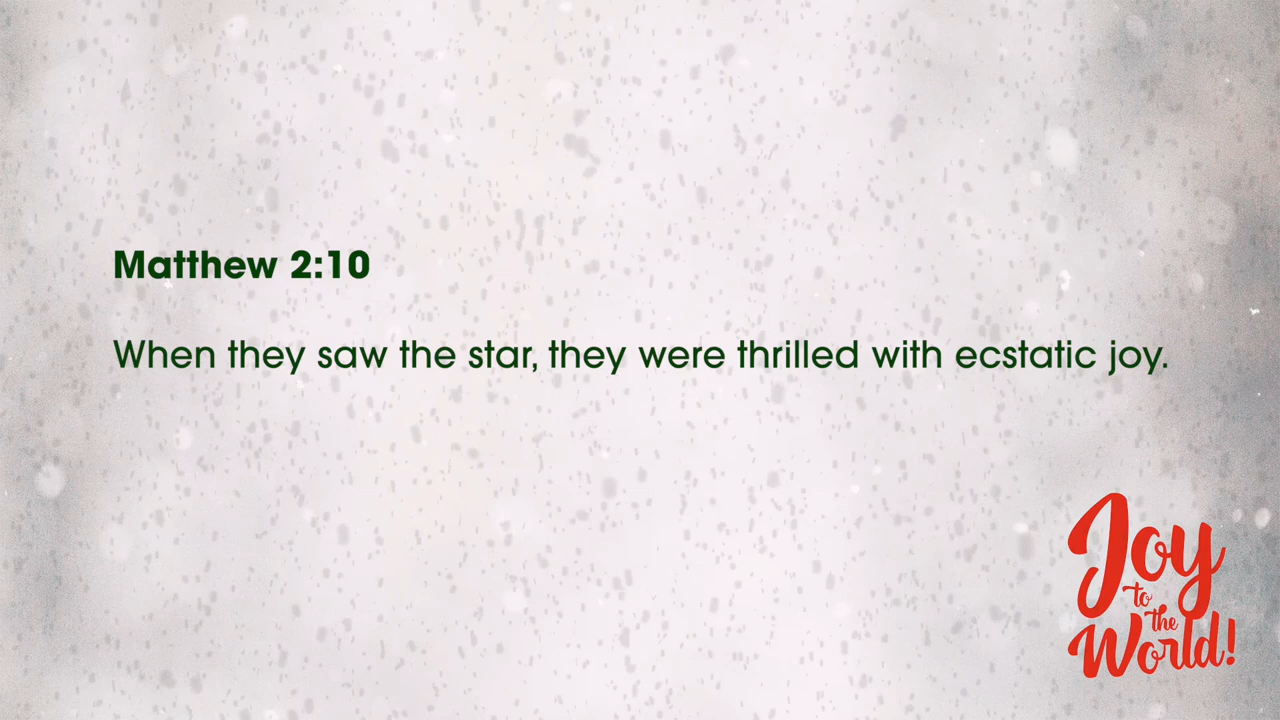 Matthew 2:10
When they saw the star, they were thrilled with ecstatic joy.
Joy
to
the
World!